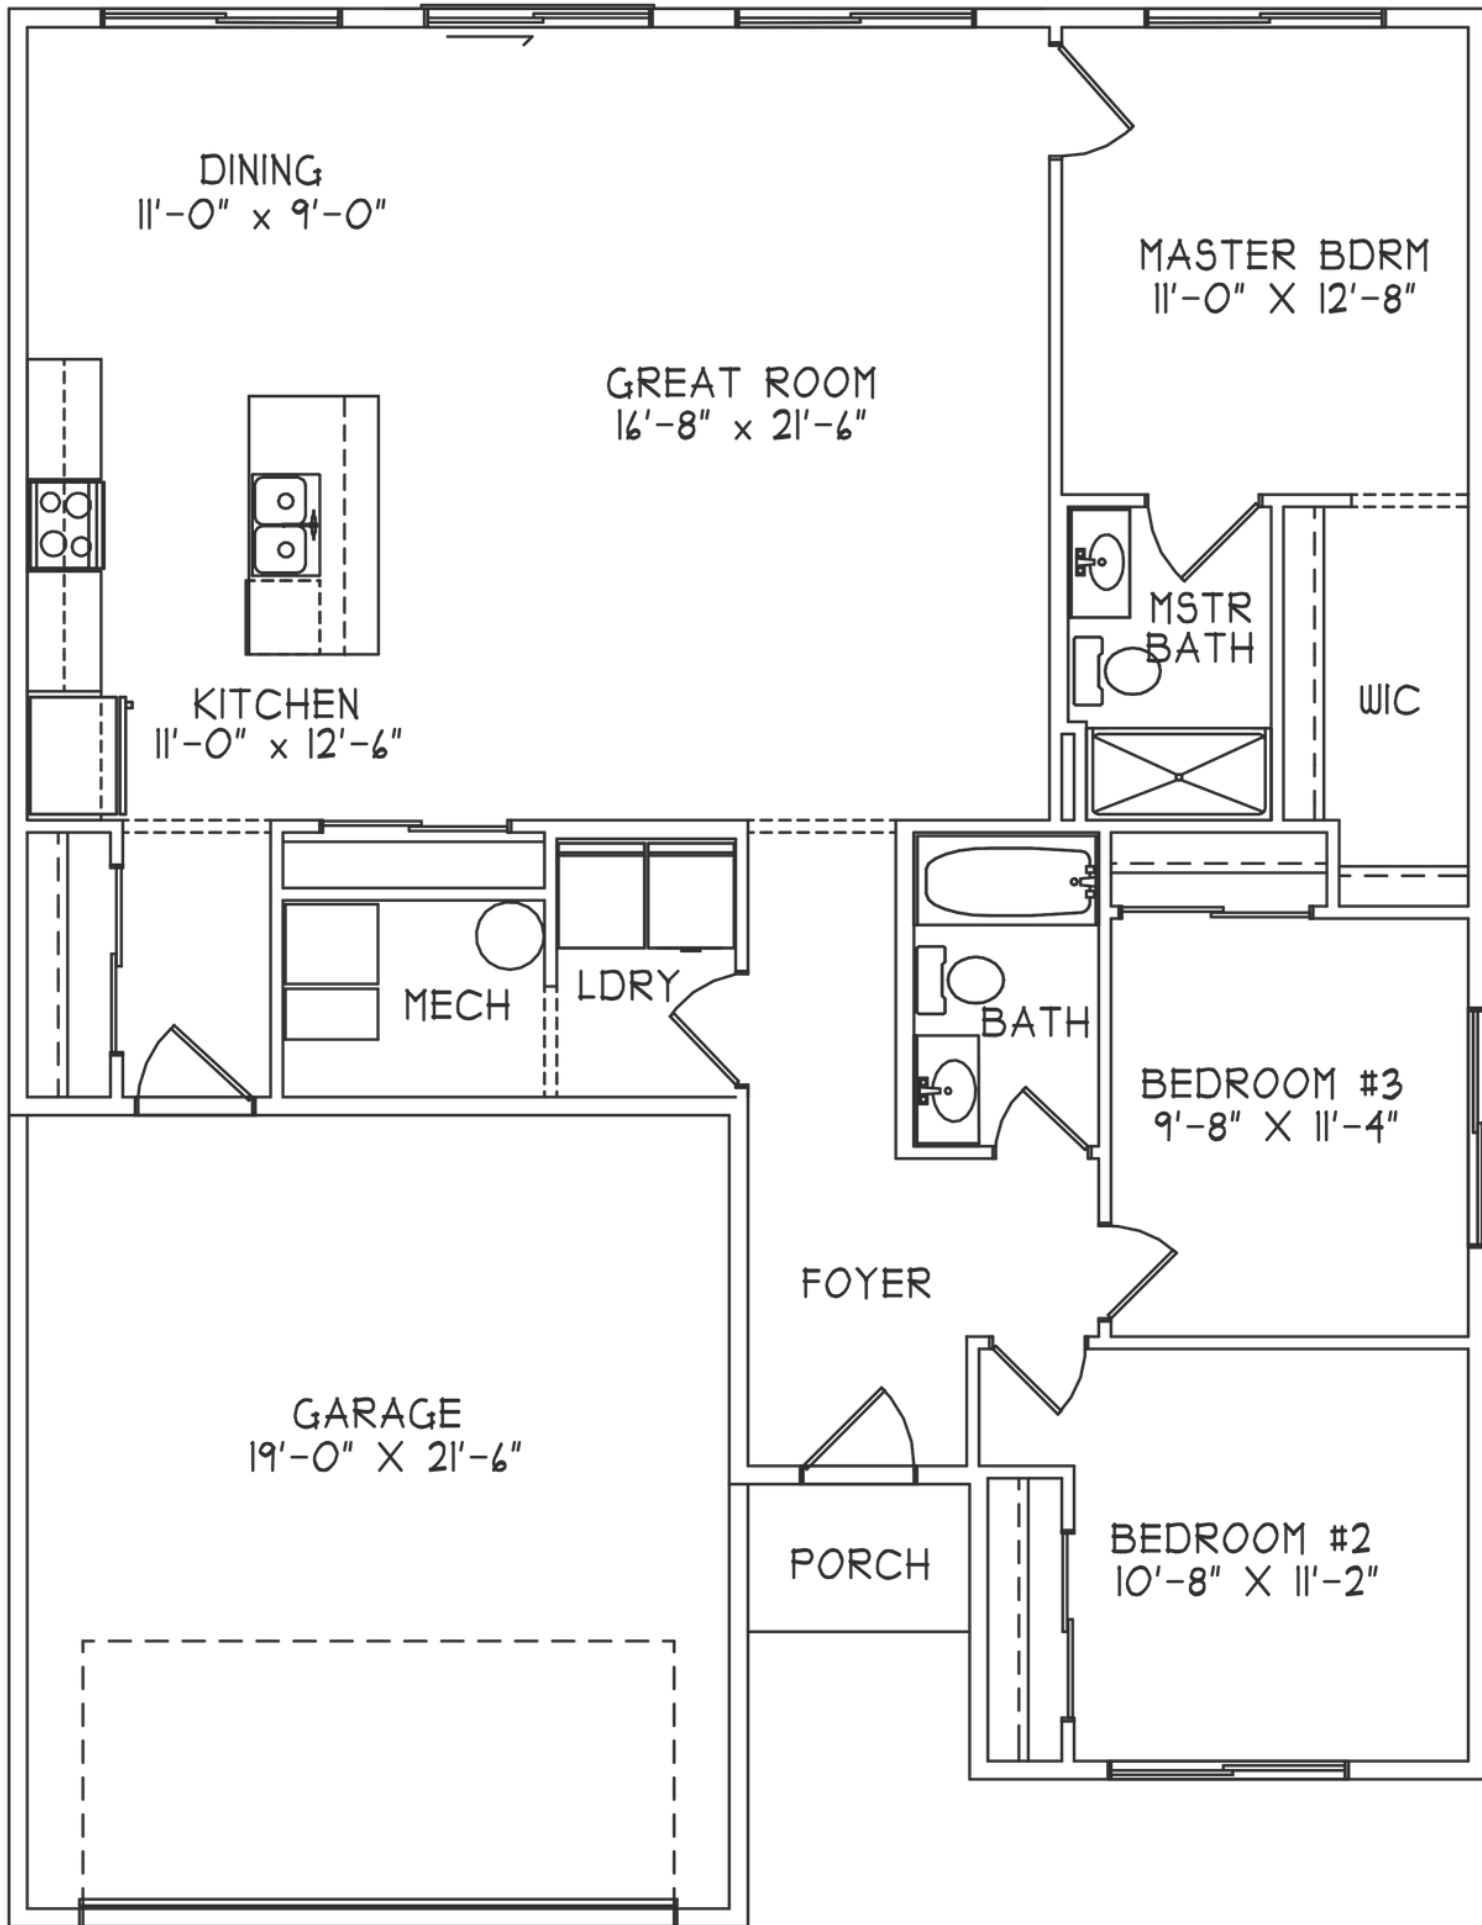 DINING
11'-0" x 9'-0"
MASTER BDRM
11'-0" X 12'-8"
GREAT ROOM
16'-8" x 21'-6"
MSTR
BATH
KITCHEN
11'-0" x 12'-6"
WIC
LDRY
MECH
BATH
BEDROOM #3
9'-8" X 11'-4"
FOYER
GARAGE
19'-0" X 21'-6"
PORCH
BEDROOM #2
10'-8" X 11'-2"